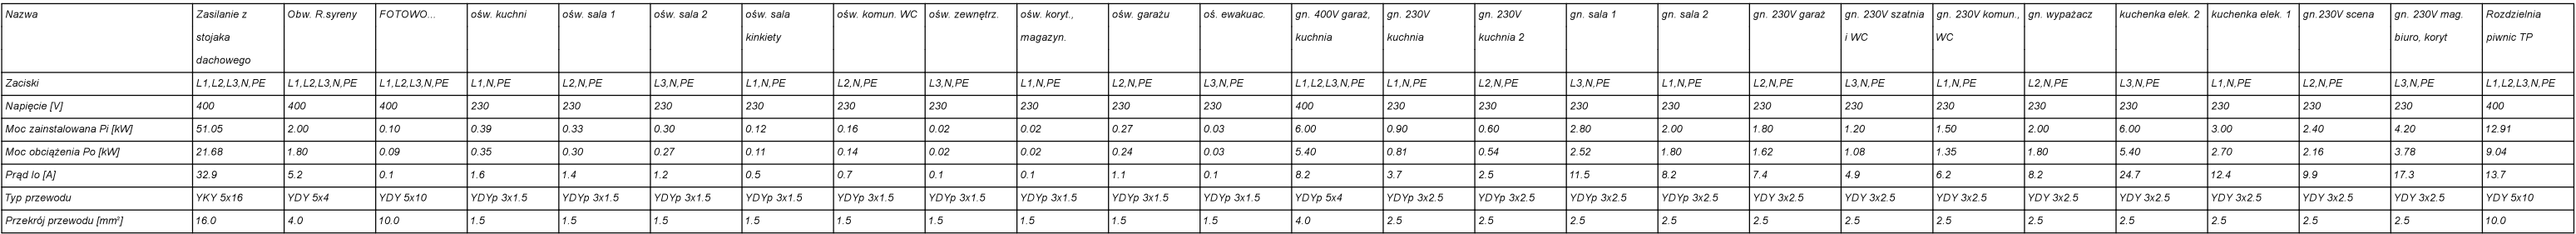 Nazwa Zasilanie z stojaka dachowego Obw. R.syreny FOTOWO... ośw. kuchni ośw. sala 1 ośw. sala 2 ośw. sala kinkiety ośw. komun. WC ośw. zewnętrz. ośw. koryt., magazyn. ośw. garażu oś. ewakuac. gn. 400V garaż, kuchnia gn. 230V kuchnia gn. 230V kuchnia 2 gn. sala 1 gn. sala 2 gn. 230V garaż gn. 230V szatnia i WC gn. 230V komun., WC gn. wypażacz kuchenka elek. 2 kuchenka elek. 1 gn.230V scena gn. 230V mag. biuro, koryt Rozdzielnia piwnic TP
Zaciski L1,L2,L3,N,PE L1,L2,L3,N,PE L1,L2,L3,N,PE L1,N,PE L2,N,PE L3,N,PE L1,N,PE L2,N,PE L3,N,PE L1,N,PE L2,N,PE L3,N,PE L1,L2,L3,N,PE L1,N,PE L2,N,PE L3,N,PE L1,N,PE L2,N,PE L3,N,PE L1,N,PE L2,N,PE L3,N,PE L1,N,PE L2,N,PE L3,N,PE L1,L2,L3,N,PE
Napięcie [V] 400 400 400 230 230 230 230 230 230 230 230 230 400 230 230 230 230 230 230 230 230 230 230 230 230 400
Moc zainstalowana Pi [kW] 51.05 2.00 0.10 0.39 0.33 0.30 0.12 0.16 0.02 0.02 0.27 0.03 6.00 0.90 0.60 2.80 2.00 1.80 1.20 1.50 2.00 6.00 3.00 2.40 4.20 12.91
Moc obciążenia Po [kW] 21.68 1.80 0.09 0.35 0.30 0.27 0.11 0.14 0.02 0.02 0.24 0.03 5.40 0.81 0.54 2.52 1.80 1.62 1.08 1.35 1.80 5.40 2.70 2.16 3.78 9.04
Prąd Io [A] 32.9 5.2 0.1 1.6 1.4 1.2 0.5 0.7 0.1 0.1 1.1 0.1 8.2 3.7 2.5 11.5 8.2 7.4 4.9 6.2 8.2 24.7 12.4 9.9 17.3 13.7
Typ przewodu YKY 5x16 YDY 5x4 YDY 5x10 YDYp 3x1.5 YDYp 3x1.5 YDYp 3x1.5 YDYp 3x1.5 YDYp 3x1.5 YDYp 3x1.5 YDYp 3x1.5 YDYp 3x1.5 YDYp 3x1.5 YDYp 5x4 YDYp 3x2.5 YDYp 3x2.5 YDYp 3x2.5 YDYp 3x2.5 YDY 3x2.5 YDY 3x2.5 YDY 3x2.5 YDY 3x2.5 YDY 3x2.5 YDY 3x2.5 YDY 3x2.5 YDY 3x2.5 YDY 5x10
Przekrój przewodu [mm²] 16.0 4.0 10.0 1.5 1.5 1.5 1.5 1.5 1.5 1.5 1.5 1.5 4.0 2.5 2.5 2.5 2.5 2.5 2.5 2.5 2.5 2.5 2.5 2.5 2.5 10.0